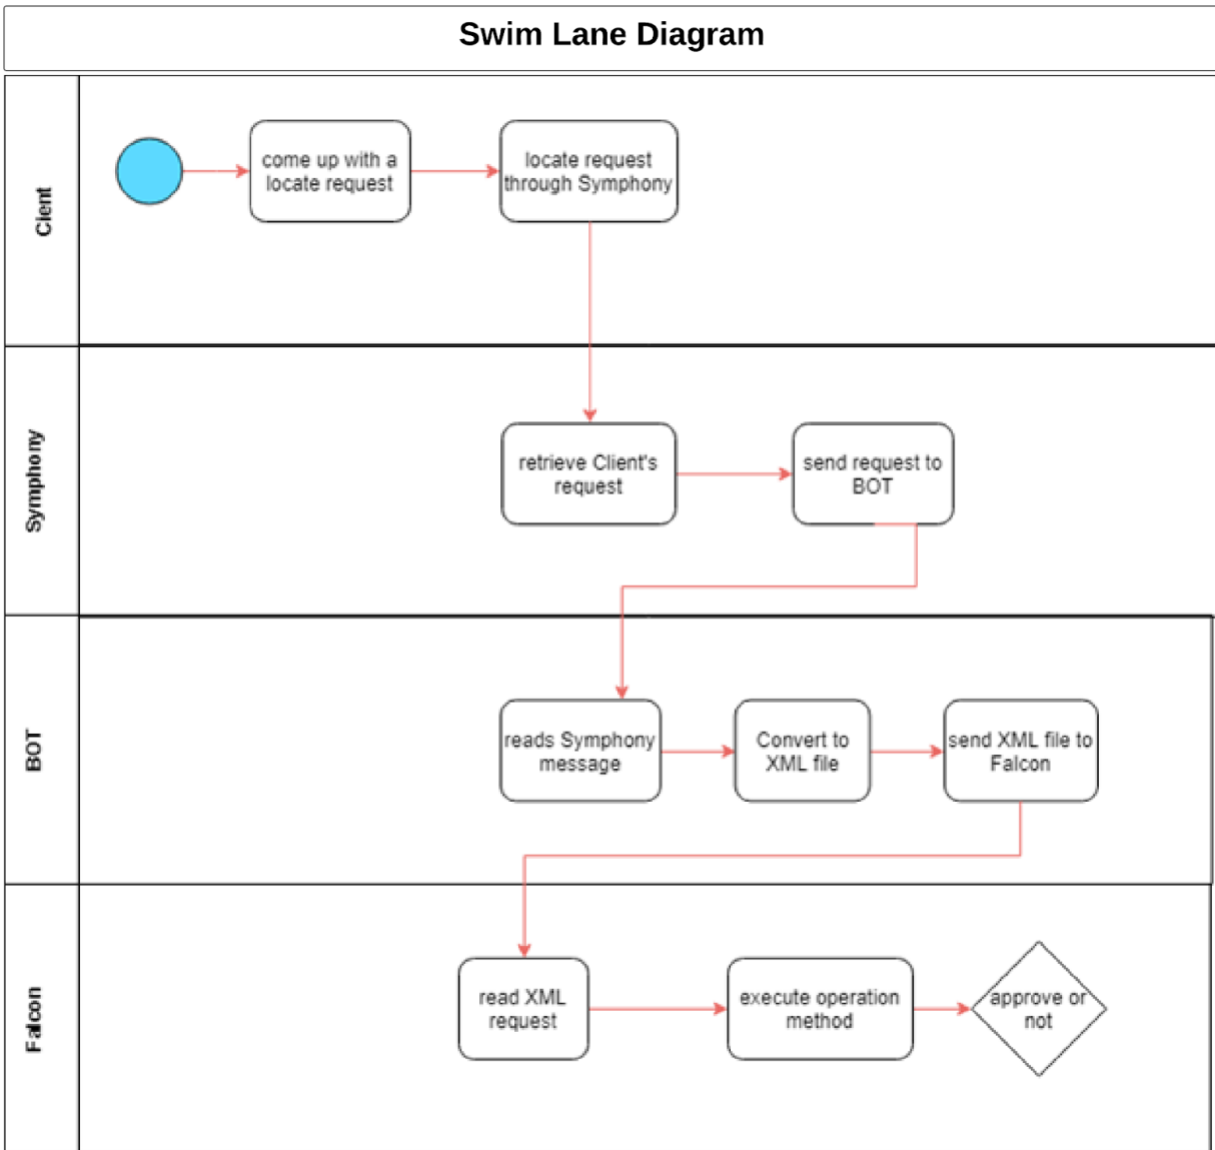 Swim Lane Diagram
Cient
come up with a
locate request
locate request
through Symphony
Symphony
retrieve Client's
request
send request to
BOT
BOT
reads Symphony
message
Convert to
XML file
send XML file to
Falcon
Falcon
read XML
request
execute operation
method
approve or
not